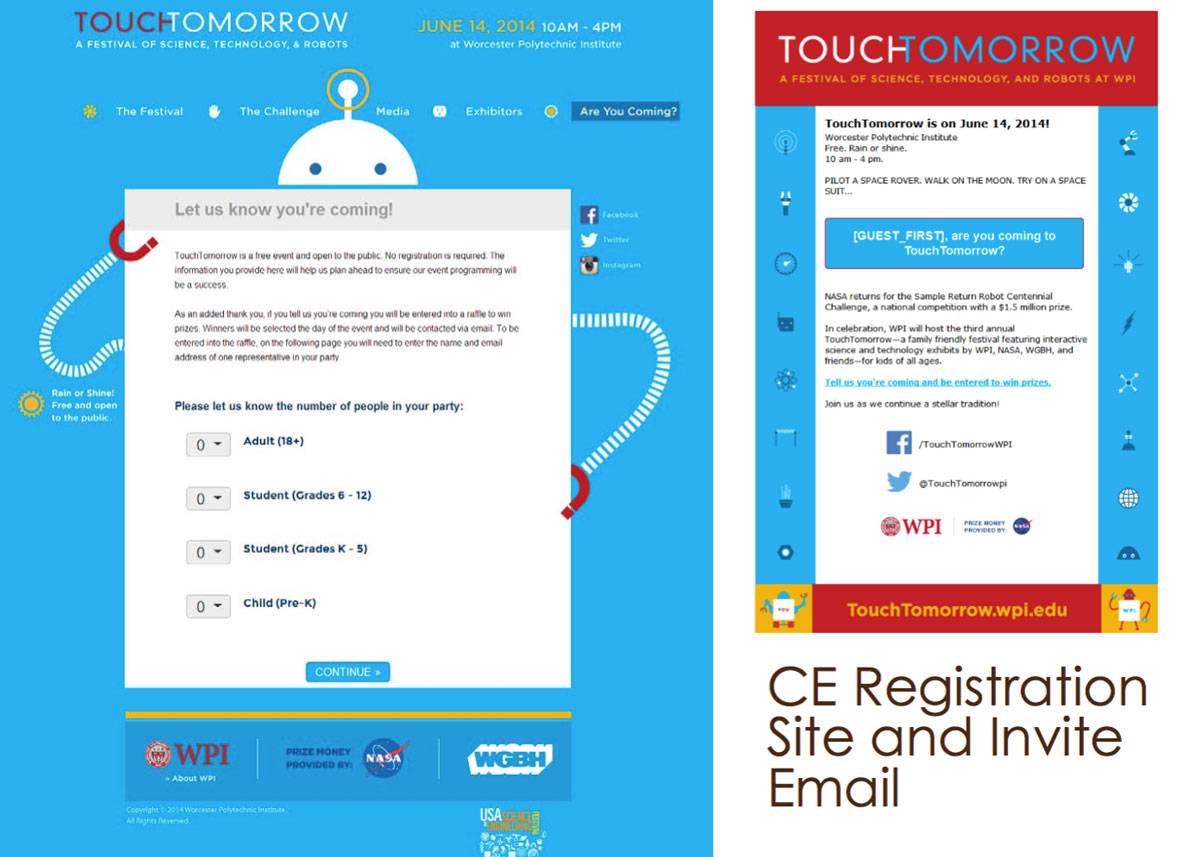 TOUCHTOMORROW
A FESTIVAL OF SCIENCE, TECHNOLOGY, & ROBOTS
JUNE 14, 2014 10AM - 4PM
at Worcester Polytechnic Institute
The Festival
The Challenge
Media
Exhibitors
Are You Coming?
Let us know you're coming!
TouchTomorrow is a free event and open to the public. No registration is required. The
information you provide here will help us plan ahead to ensure our event programming will
be a success.
As an added thank you, if you tell us you're coming you will be entered into a raffle to win
prizes. Winners will be selected the day of the event and will be contacted via email. To be
entered into the raffle, on the following page you will need to enter the name and email
address of one representative in your party
Facebook
Twitter
Instagram
Rain or Shine!
Free and open
to the public.
Please let us know the number of people in your party:
0 Adult (18+)
0 Student (Grades 6 - 12)
0 Student (Grades K - 5)
0 Child (Pre-K)
CONTINUE »
WPI
» About WPI
PRIZE MONEY
PROVIDED BY:
NASA
WGBH
Copyright © 2014 Worcester Polytechnic Institute.
All Rights Reserved.
USA SCIENCE
& ENGINEERING
FESTIVAL
TOUCHTOMORROW
A FESTIVAL OF SCIENCE, TECHNOLOGY, AND ROBOTS AT WPI
TouchTomorrow is on June 14, 2014!
Worcester Polytechnic Institute
Free. Rain or shine.
10 am - 4 pm.
PILOT A SPACE ROVER. WALK ON THE MOON. TRY ON A SPACE
SUIT...
[GUEST_FIRST], are you coming to
TouchTomorrow?
NASA returns for the Sample Return Robot Centennial
Challenge, a national competition with a $1.5 million prize.
In celebration, WPI will host the third annual
TouchTomorrow—a family friendly festival featuring interactive
science and technology exhibits by WPI, NASA, WGBH, and
friends—for kids of all ages.
Tell us you're coming and be entered to win prizes.
Join us as we continue a stellar tradition!
/TouchTomorrowWPI
@TouchTomorrowpi
WPI
PRIZE MONEY
PROVIDED BY:
NASA
YOU
TouchTomorrow.wpi.edu
WPI
CE Registration
Site and Invite
Email